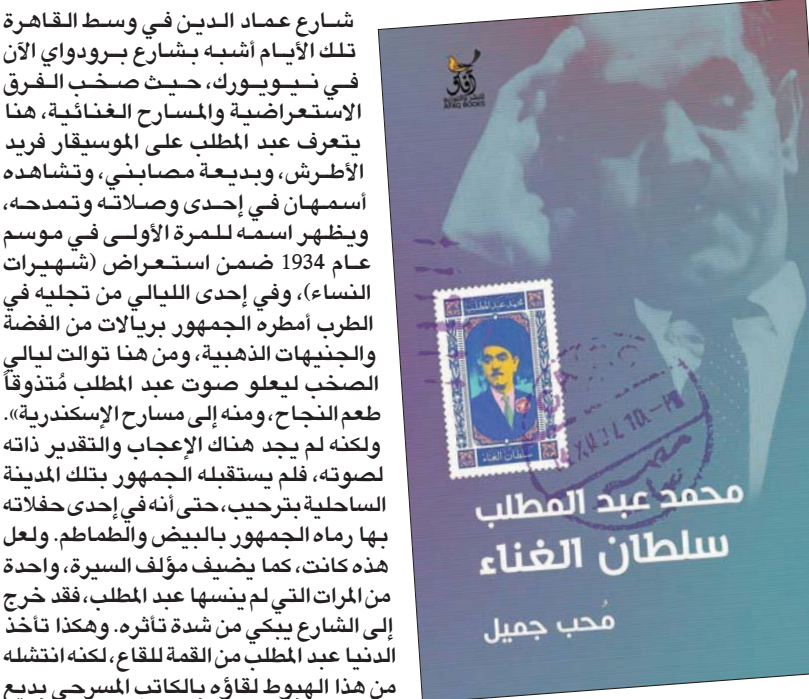 شارع عماد الدين في وسط القاهرة
تلك الأيام أشبه بشارع برودواي الآن
في نيويورك، حيث صخب الفرق
الاستعراضية والمسارح الغنائية، هنا
يتعرف عبد المطلب على الموسيقار فريد
الأطرش، وبديعة مصابني، وتشاهده
أسمهان في إحدى وصلاته وتمدحه،
ويظهر اسمه للمرة الأولى في موسم
عام 1934 ضمن استعراض (شهيرات
النساء)، وفي إحدى الليالي من تجليه في
الطرب أمطره الجمهور بريالات من الفضة
والجنيهات الذهبية، ومن هنا توالت ليالي
الصخب ليعلو صوت عبد المطلب مُتذوقاً
طعم النجاح، ومنه إلى مسارح الإسكندرية».
ولكنه لم يجد هناك الإعجاب والتقدير ذاته
لصوته، فلم يستقبله الجمهور بتلك المدينة
الساحلية بترحيب، حتى أنه في إحدى حفلاته
بها رماه الجمهور بالبيض والطماطم. ولعل
هذه كانت، كما يضيف مؤلف السيرة، واحدة
من المرات التي لم ينسها عبد المطلب، فقد خرج
إلى الشارع يبكي من شدة تأثره. وهكذا تأخذ
الدنيا عبد المطلب من القمة للقاع، لكنه انتشله
من هذا الهبوط لقاؤه بالكاتب المسرحي بديع
آفاق
AFAQ BOOKS
محمد عبد المطلب
سلطان الغناء
محمد عبد المطلب
سلطان الغناء
مُحب جميل